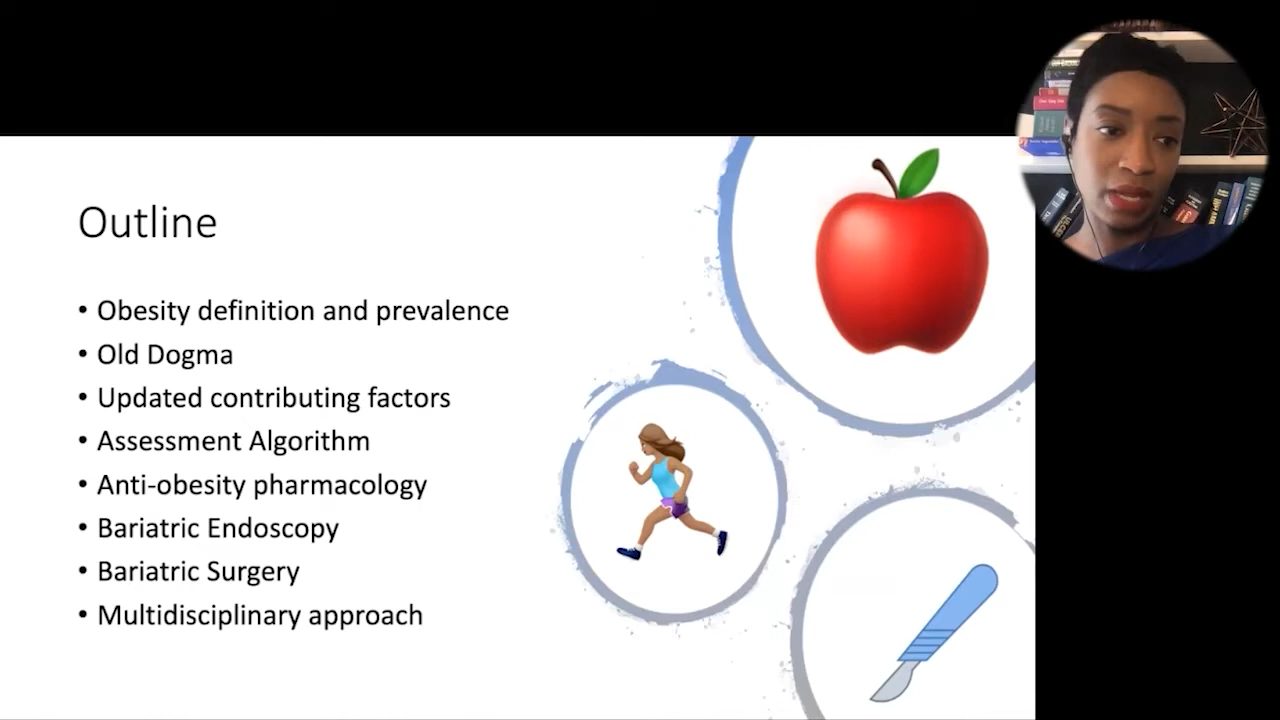 Outline
• Obesity definition and prevalence
• Old Dogma
• Updated contributing factors
• Assessment Algorithm
• Anti-obesity pharmacology
• Bariatric Endoscopy
• Bariatric Surgery
• Multidisciplinary approach